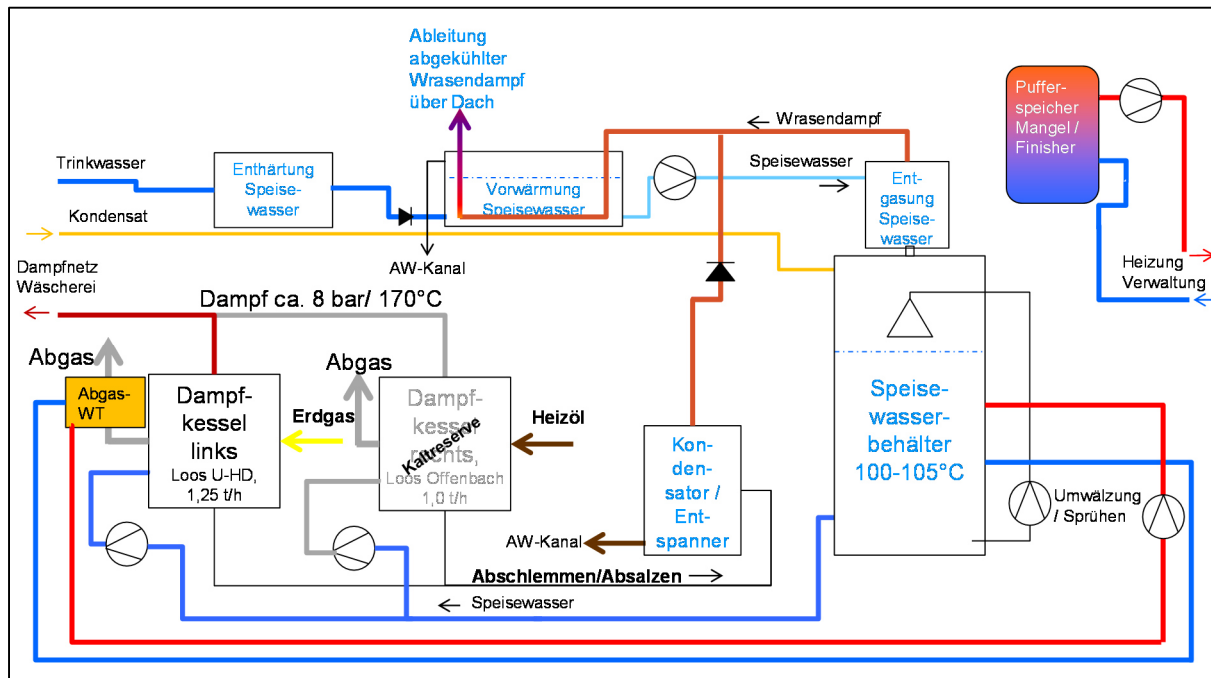 Ableitung
abgekühlter
Wrasendampf
über Dach
Puffer-
speicher
Mangel /
Finisher
Wrasendampf
Trinkwasser
Enthärtung
Speise-
wasser
Vorwärmung
Speisewasser
Speisewasser
Ent-
gasung
Speise-
wasser
Kondensat
AW-Kanal
Heizung
Verwaltung
Dampfnetz
Wäscherei
Dampf ca. 8 bar/ 170°C
Abgas
Abgas
Abgas-
WT
Dampf-
kessel
links
Loos U-HD,
1,25 t/h
Erdgas
Dampf-
kessel
rechts,
Loos Offenbach
1,0 t/h
Kaltreserve
Heizöl
Kon-
den-
sator /
Ent-
spanner
Speise-
wasser-
behälter
100-105°C
Umwälzung
/ Sprühen
AW-Kanal
Abschlemmen/Absalzen
Speisewasser